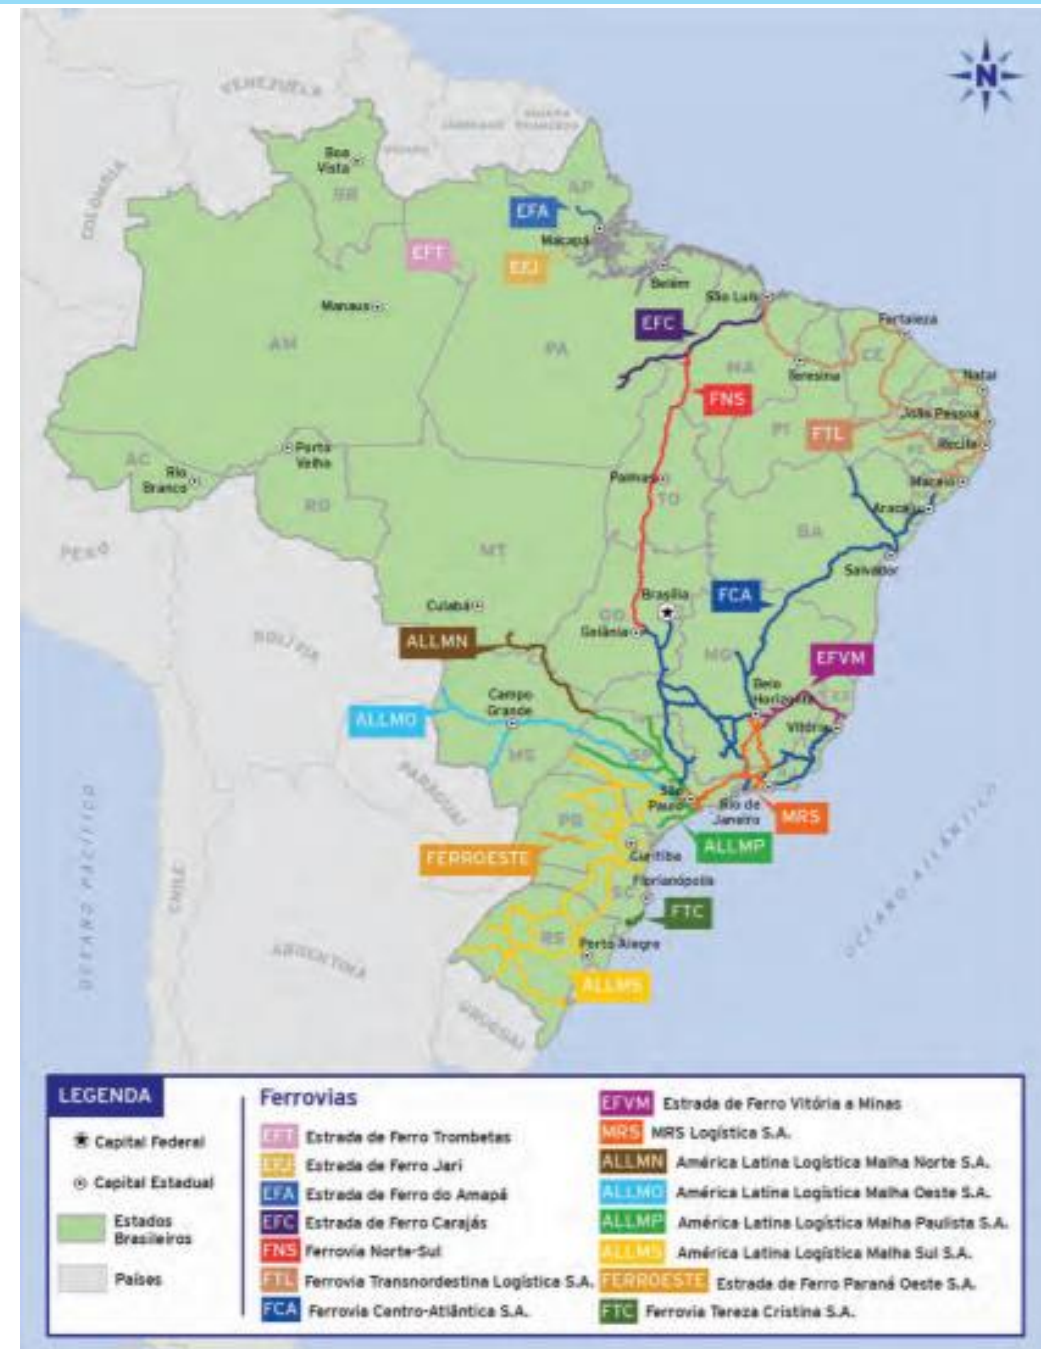 N
VENEZUELA
COLÔMBIA
Boa
Vista
RR
AP
EFA
Macapá
EFT
EFJ
Belém
São Luís
Manaus
EFC
Fortaleza
AM
PA
MA
Teresina
CE
Natal
FNS
João Pessoa
PI
FTL
Recife
PE
AC
Rio
Branco
Porto
Velho
Palmas
TO
Maceió
Aracaju
RO
BA
PERU
MT
Salvador
Brasília
FCA
Cuiabá
GO
Goiânia
ALLMN
BOLÍVIA
MG
EFVM
Campo
Grande
Belo
Horizonte
ALLMO
Vitória
MS
SP
PARAGUAI
São
Paulo
Rio de
Janeiro
MRS
PR
ALLMP
FERROESTE
Curitiba
Florianópolis
SC
FTC
OCEANO PACÍFICO
CHILE
OCEANO ATLÂNTICO
RS
Porto Alegre
ARGENTINA
ALLMS
URUGUAI
LEGENDA
Capital Federal
Capital Estadual
Estados
Brasileiros
Países
Ferrovias
EFT Estrada de Ferro Trombetas
EFJ Estrada de Ferro Jari
EFA Estrada de Ferro do Amapá
EFC Estrada de Ferro Carajás
FNS Ferrovia Norte-Sul
FTL Ferrovia Transnordestina Logística S.A.
FCA Ferrovia Centro-Atlântica S.A.
EFVM Estrada de Ferro Vitória a Minas
MRS MRS Logística S.A.
ALLMN América Latina Logística Malha Norte S.A.
ALLMO América Latina Logística Malha Oeste S.A.
ALLMP América Latina Logística Malha Paulista S.A.
ALLMS América Latina Logística Malha Sul S.A.
FERROESTE Estrada de Ferro Paraná Oeste S.A.
FTC Ferrovia Tereza Cristina S.A.